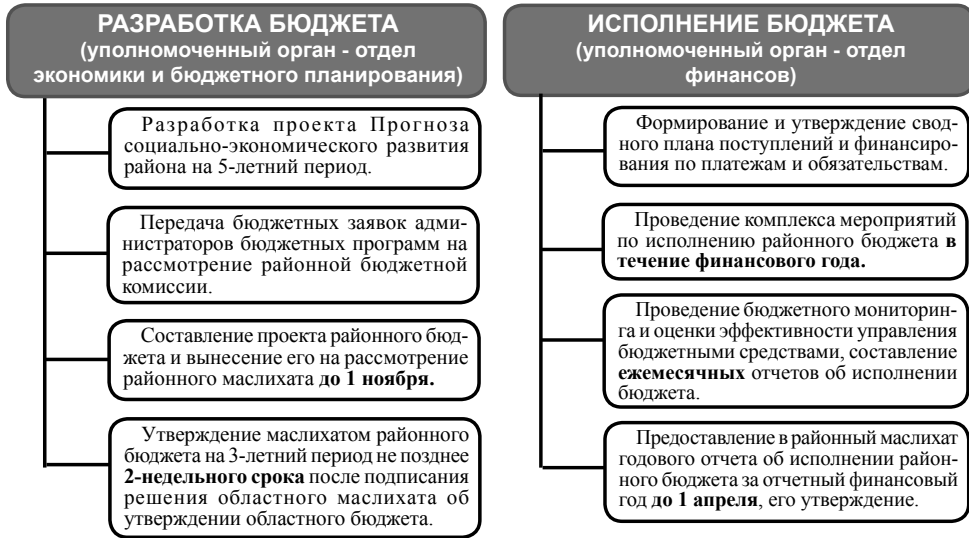 РАЗРАБОТКА БЮДЖЕТА
(уполномоченный орган - отдел
экономики и бюджетного планирования)
Разработка проекта Прогноза
социально-экономического развития
района на 5-летний период.
Передача бюджетных заявок адми-
нистраторов бюджетных программ на
рассмотрение районной бюджетной
комиссии.
Составление проекта районного бюд-
жета и вынесение его на рассмотрение
районного маслихата до 1 ноября.
Утверждение маслихатом районного
бюджета на 3-летний период не позднее
2-недельного срока после подписания
решения областного маслихата об
утверждении областного бюджета.
ИСПОЛНЕНИЕ БЮДЖЕТА
(уполномоченный орган - отдел
финансов)
Формирование и утверждение свод-
ного плана поступлений и финансиро-
вания по платежам и обязательствам.
Проведение комплекса мероприятий
по исполнению районного бюджета в
течение финансового года.
Проведение бюджетного мониторин-
га и оценки эффективности управления
бюджетными средствами, составление
ежемесячных отчетов об исполнении
бюджета.
Предоставление в районный маслихат
годового отчета об исполнении район-
ного бюджета за отчетный финансовый
год до 1 апреля, его утверждение.